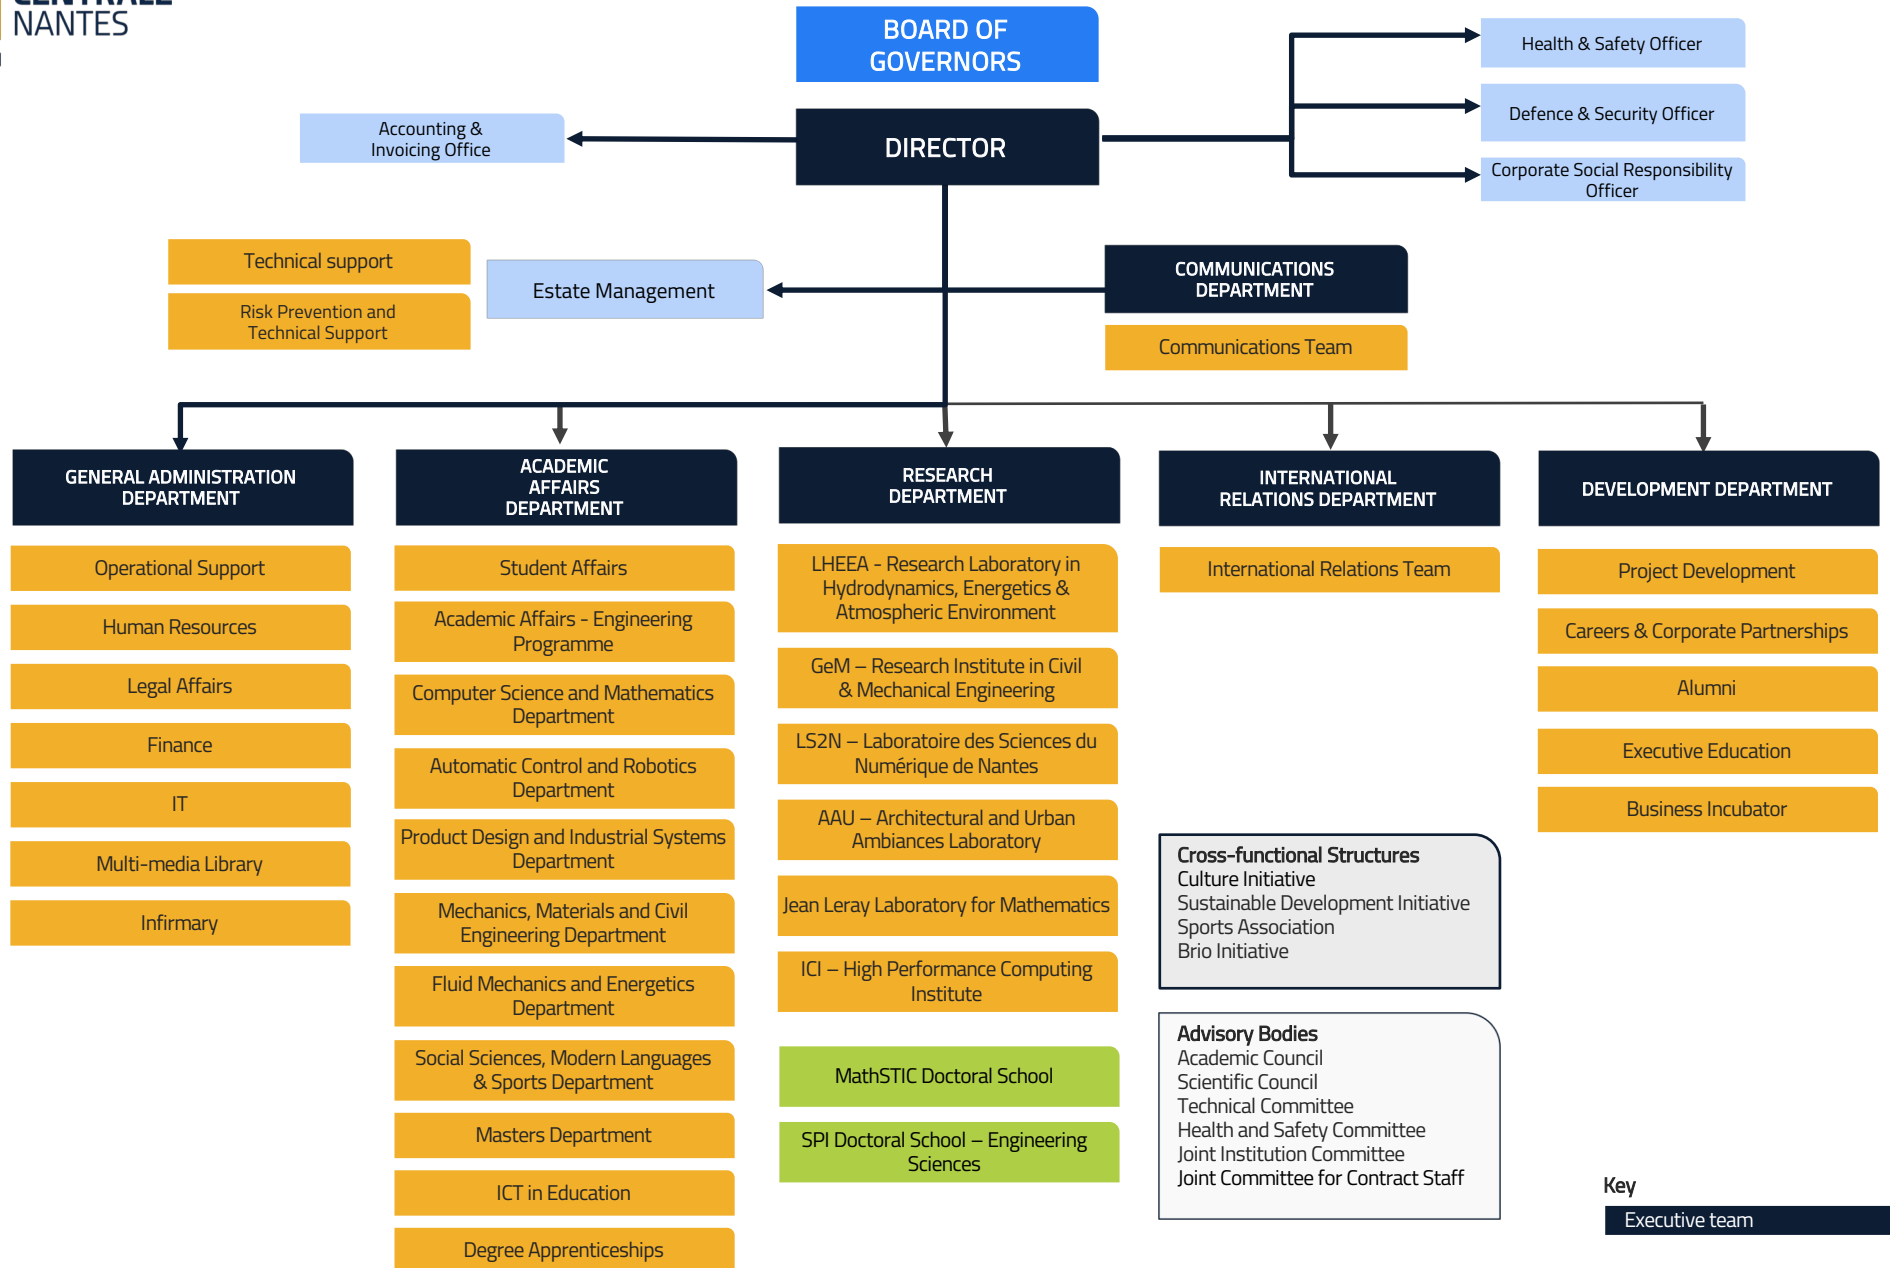 NANTES
BOARD OF
GOVERNORS
Health & Safety Officer
Defence & Security Officer
Accounting &
Invoicing Office
DIRECTOR
Corporate Social Responsibility
Officer
Technical support
Risk Prevention and
Technical Support
Estate Management
COMMUNICATIONS
DEPARTMENT
Communications Team
GENERAL ADMINISTRATION
DEPARTMENT
Operational Support
Human Resources
Legal Affairs
Finance
IT
Multi-media Library
Infirmary
ACADEMIC
AFFAIRS
DEPARTMENT
Student Affairs
Academic Affairs - Engineering
Programme
Computer Science and Mathematics
Department
Automatic Control and Robotics
Department
Product Design and Industrial Systems
Department
Mechanics, Materials and Civil
Engineering Department
Fluid Mechanics and Energetics
Department
Social Sciences, Modern Languages
& Sports Department
Masters Department
ICT in Education
Degree Apprenticeships
RESEARCH
DEPARTMENT
LHEEA - Research Laboratory in
Hydrodynamics, Energetics &
Atmospheric Environment
GeM – Research Institute in Civil
& Mechanical Engineering
LS2N – Laboratoire des Sciences du
Numérique de Nantes
AAU – Architectural and Urban
Ambiances Laboratory
Jean Leray Laboratory for Mathematics
ICI – High Performance Computing
Institute
MathSTIC Doctoral School
SPI Doctoral School – Engineering
Sciences
INTERNATIONAL
RELATIONS DEPARTMENT
International Relations Team
Cross-functional Structures
Culture Initiative
Sustainable Development Initiative
Sports Association
Brio Initiative
Advisory Bodies
Academic Council
Scientific Council
Technical Committee
Health and Safety Committee
Joint Institution Committee
Joint Committee for Contract Staff
DEVELOPMENT DEPARTMENT
Project Development
Careers & Corporate Partnerships
Alumni
Executive Education
Business Incubator
Key
Executive team